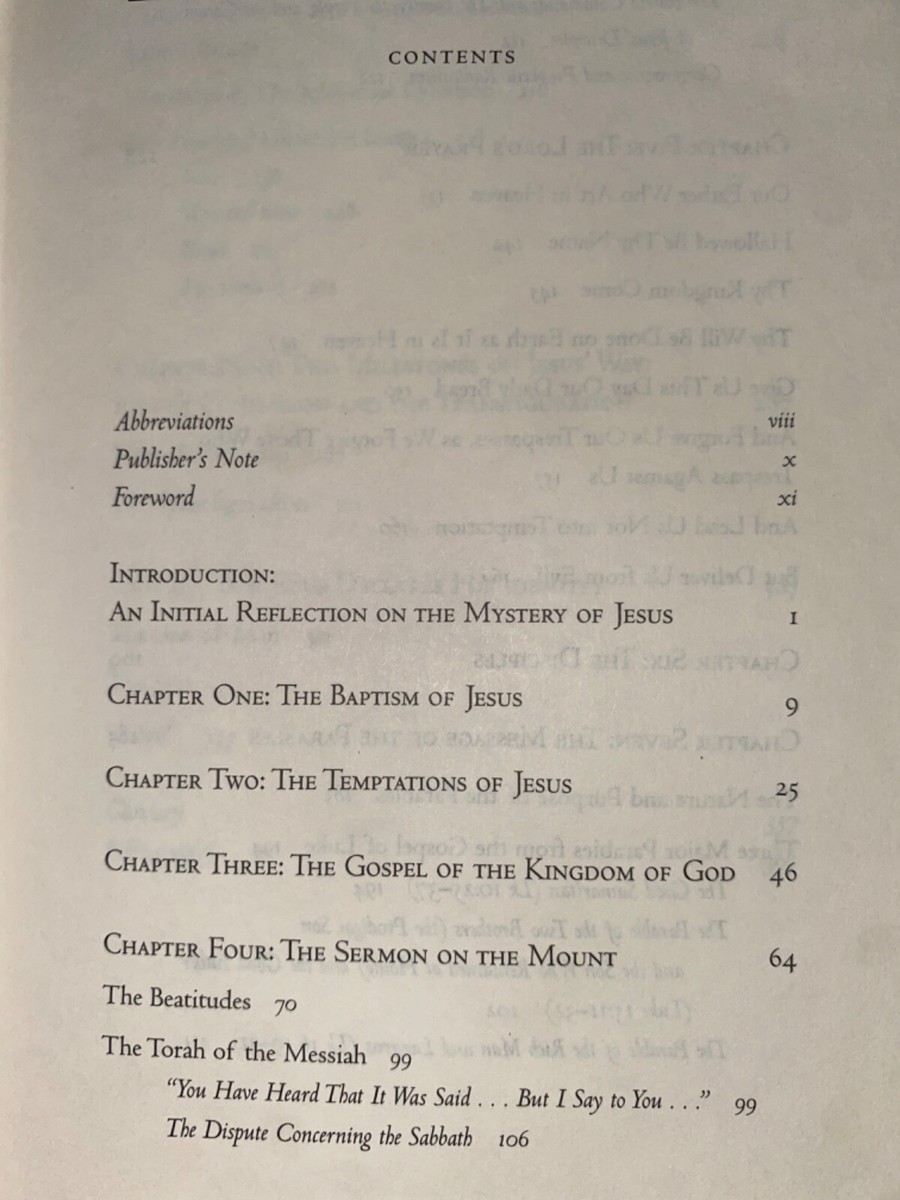 CONTENTS
Abbreviations viii
Publisher's Note x
Foreword xi
INTRODUCTION:
AN INITIAL REFLECTION ON THE MYSTERY OF JESUS 1
CHAPTER ONE: THE BAPTISM OF JESUS 9
CHAPTER TWO: THE TEMPTATIONS OF JESUS 25
CHAPTER THREE: THE GOSPEL OF THE KINGDOM OF GOD 46
CHAPTER FOUR: THE SERMON ON THE MOUNT 64
The Beatitudes 70
The Torah of the Messiah 99
“You Have Heard That It Was Said . . . But I Say to You . . .” 99
The Dispute Concerning the Sabbath 106